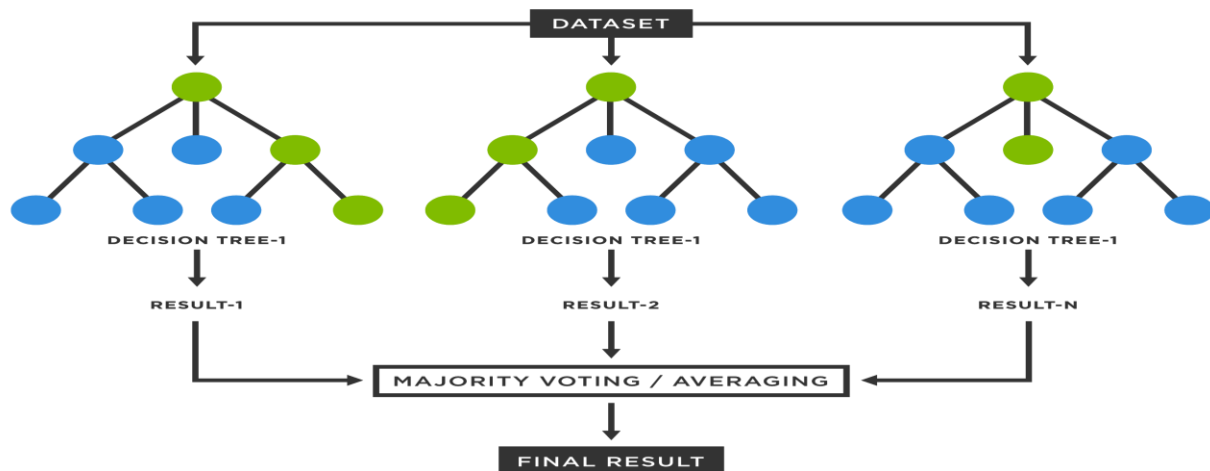 DATASET
DECISION TREE-1
DECISION TREE-1
DECISION TREE-1
RESULT-1
RESULT-2
RESULT-N
MAJORITY VOTING / AVERAGING
FINAL RESULT